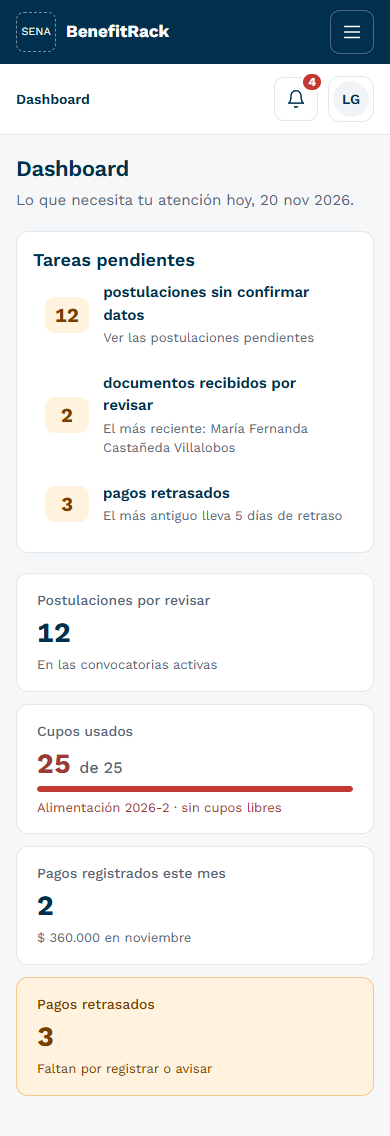 SENA BenefitRack
Dashboard
4
LG
Dashboard
Lo que necesita tu atención hoy, 20 nov 2026.
Tareas pendientes
12
postulaciones sin confirmar
datos
Ver las postulaciones pendientes
2
documentos recibidos por
revisar
El más reciente: María Fernanda
Castañeda Villalobos
3
pagos retrasados
El más antiguo lleva 5 días de retraso
Postulaciones por revisar
12
En las convocatorias activas
Cupos usados
25 de 25
Alimentación 2026-2 · sin cupos libres
Pagos registrados este mes
2
$ 360.000 en noviembre
Pagos retrasados
3
Faltan por registrar o avisar